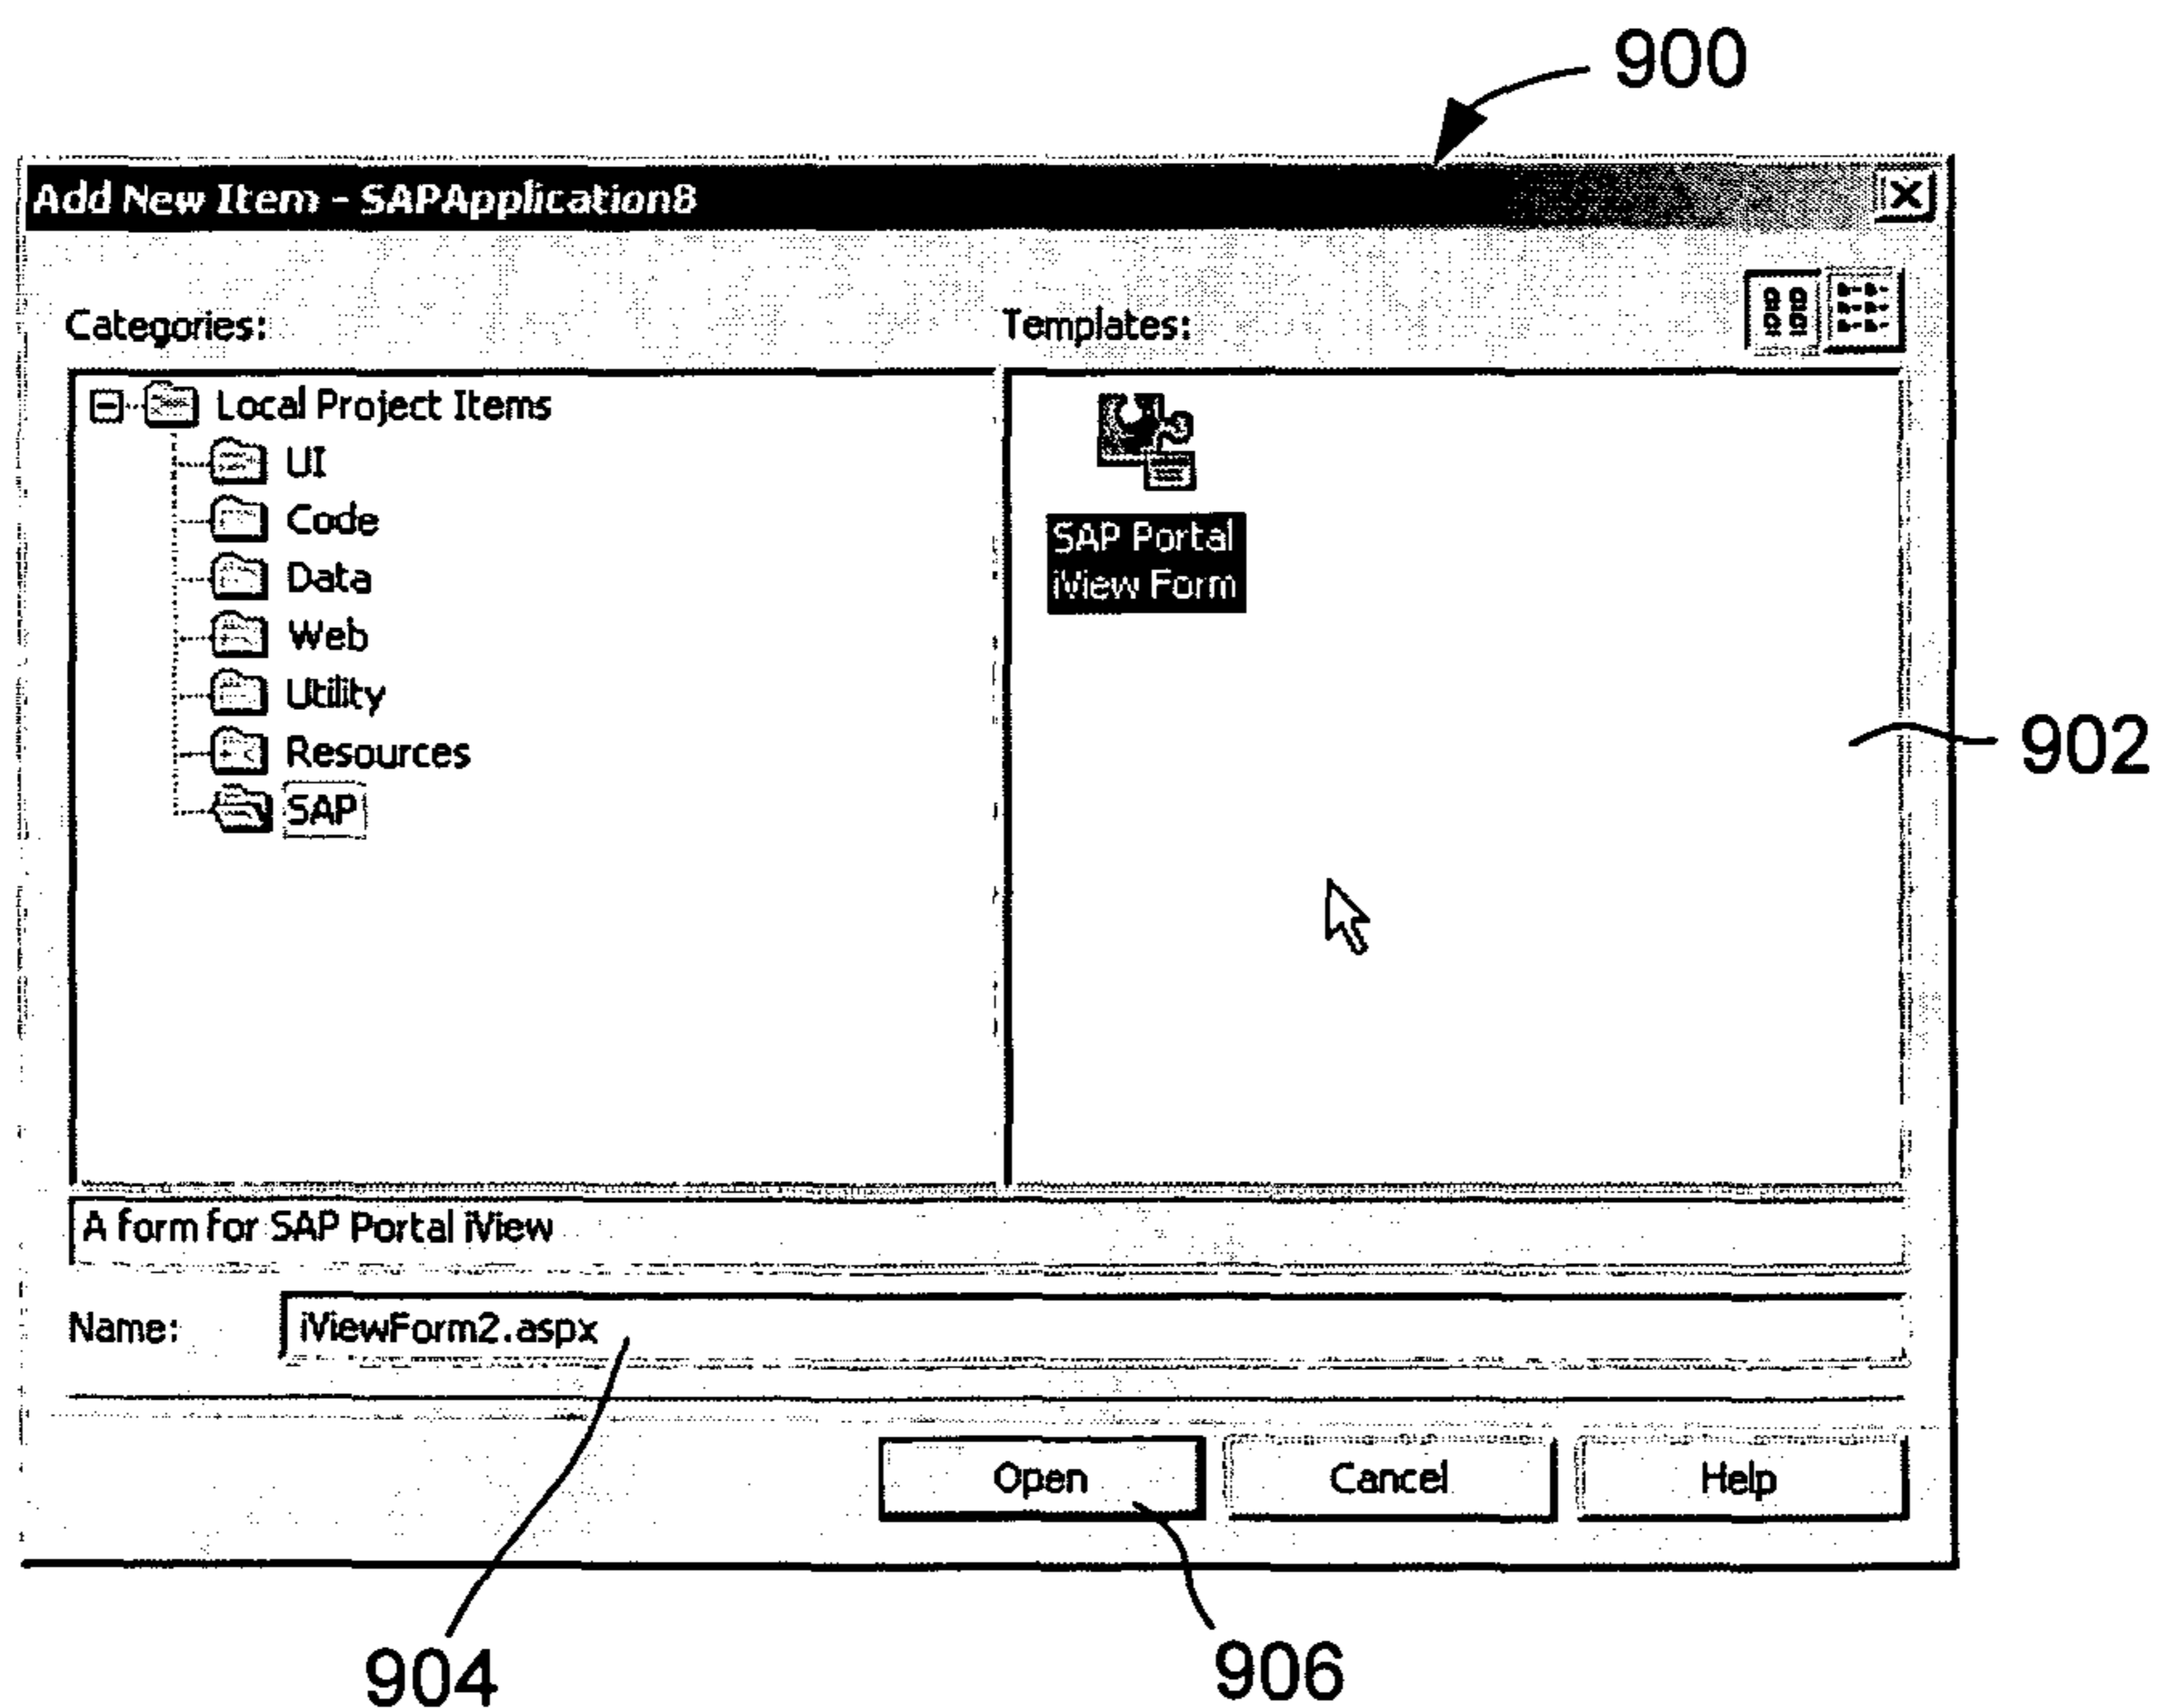 900
Add New Item - SAPApplication8
Categories:
Templates:
Local Project Items
UI
Code
Data
Web
Utility
Resources
SAP
SAP Portal
iView Form
902
A form for SAP Portal iView
Name:
iViewForm2.aspx
Open
Cancel
Help
904
906